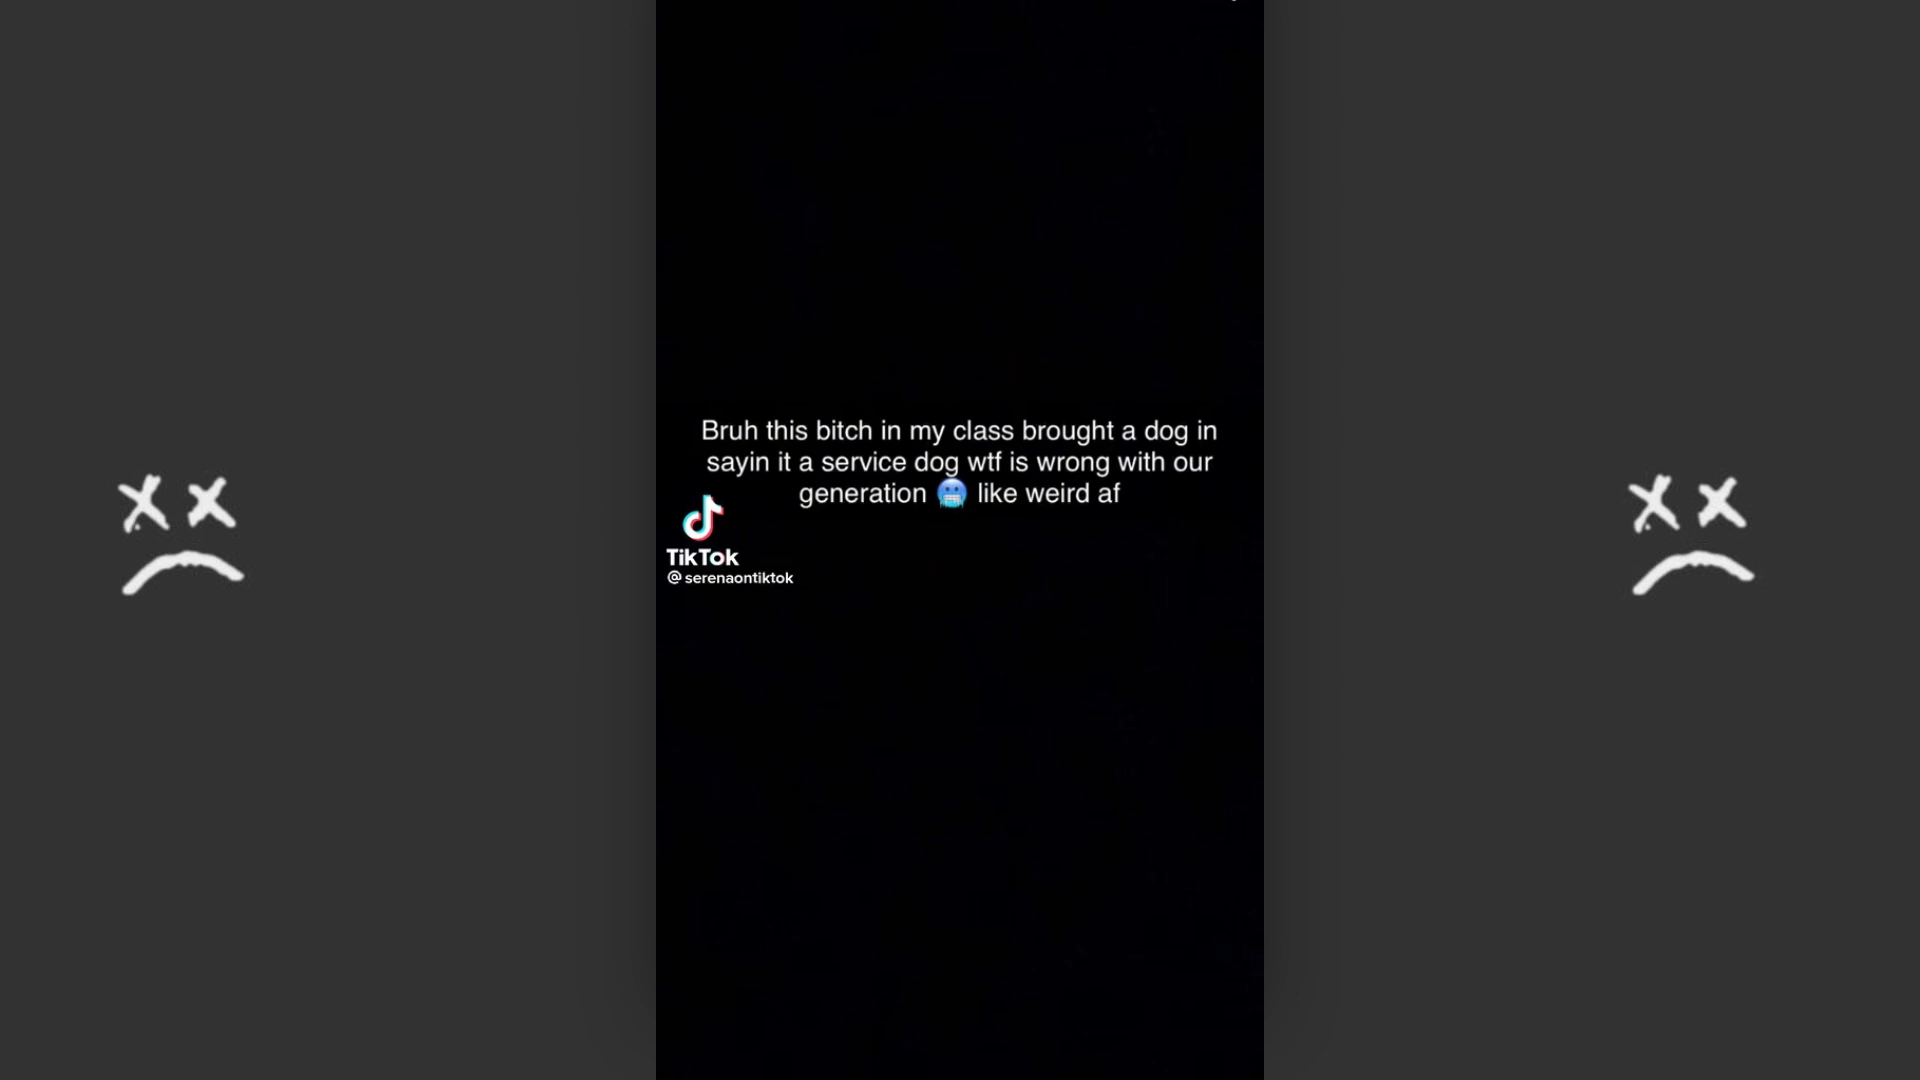 Bruh this bitch in my class brought a dog in
sayin it a service dog wtf is wrong with our
generation 🥶 like weird af
TikTok
@serenaontiktok